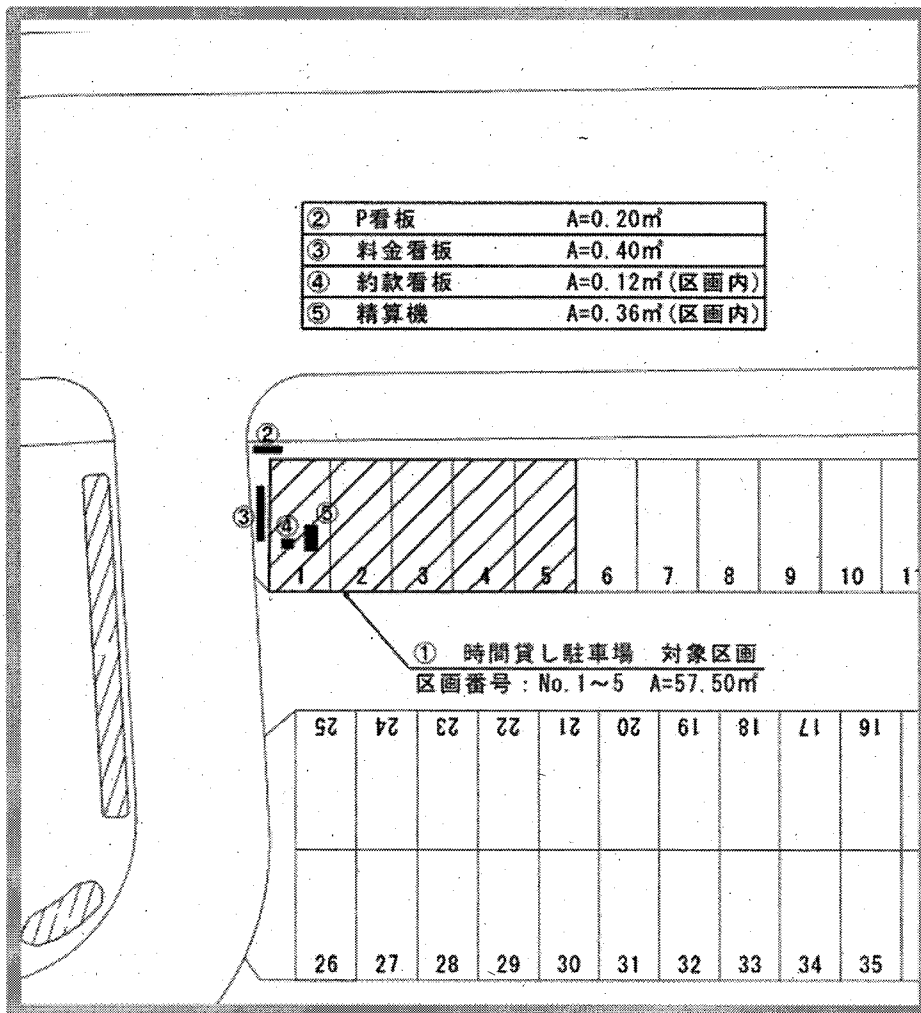 ② P看板 A=0.20㎡
③ 料金看板 A=0.40㎡
④ 約款看板 A=0.12㎡(区画内)
⑤ 精算機 A=0.36㎡(区画内)
②
③ ④ ⑤
1 2 3 4 5 6 7 8 9 10 11
① 時間貸し駐車場 対象区画
区画番号:No.1~5 A=57.50㎡
25 24 23 22 21 20 19 18 17 16
26 27 28 29 30 31 32 33 34 35